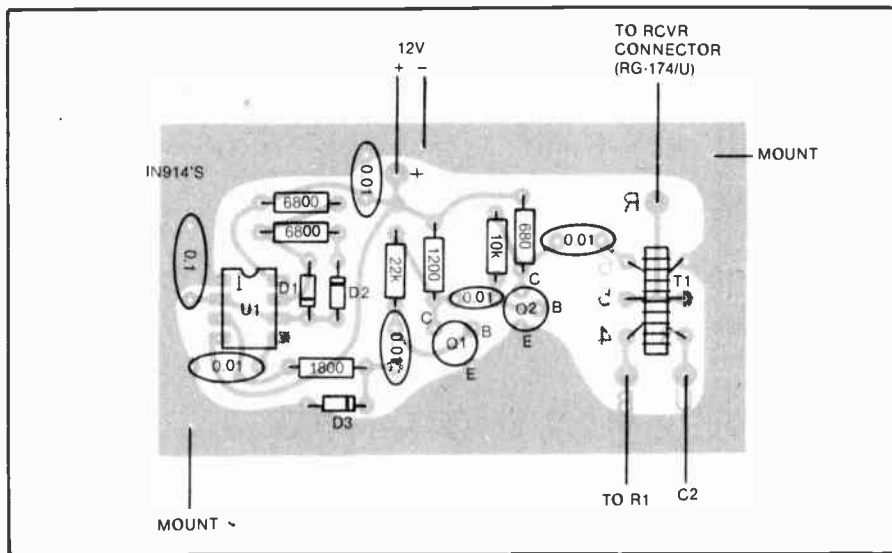 TO RCVR
CONNECTOR
(RG-174/U)
12V
+ -
MOUNT
IN914'S
0.01
+
6800
6800
R
680
10k
0.01
0.1
22k
1200
1
U1
D1
D2
C
0.01
Q2
B
T1
C
B
Q1
E
E
4
0.01
0.01
1800
D3
TO R1
C2
MOUNT